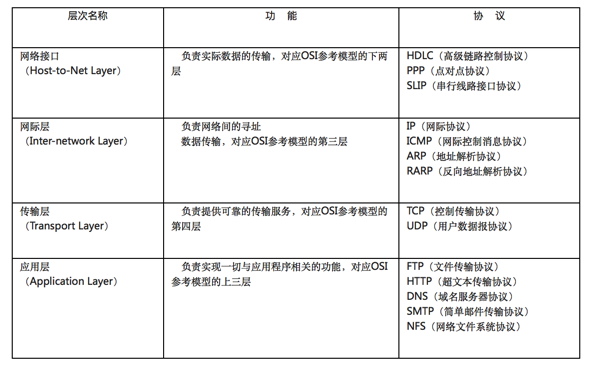 层次名称 功 能 协 议
网络接口 负责实际数据的传输，对应OSI参考模型的下两 HDLC（高级链路控制协议）
（Host-to-Net Layer） 层 PPP（点对点协议）
SLIP（串行线路接口协议）
网际层 负责网络间的寻址 IP（网际协议）
（Inter-network Layer） 数据传输，对应OSI参考模型的第三层 ICMP（网际控制消息协议）
ARP（地址解析协议）
RARP（反向地址解析协议）
传输层 负责提供可靠的传输服务，对应OSI参考模型的 TCP（控制传输协议）
（Transport Layer） 第四层 UDP（用户数据报协议）
应用层 负责实现一切与应用程序相关的功能，对应OSI FTP（文件传输协议）
（Application Layer） 参考模型的上三层 HTTP（超文本传输协议）
DNS（域名服务器协议）
SMTP（简单邮件传输协议）
NFS（网络文件系统协议）